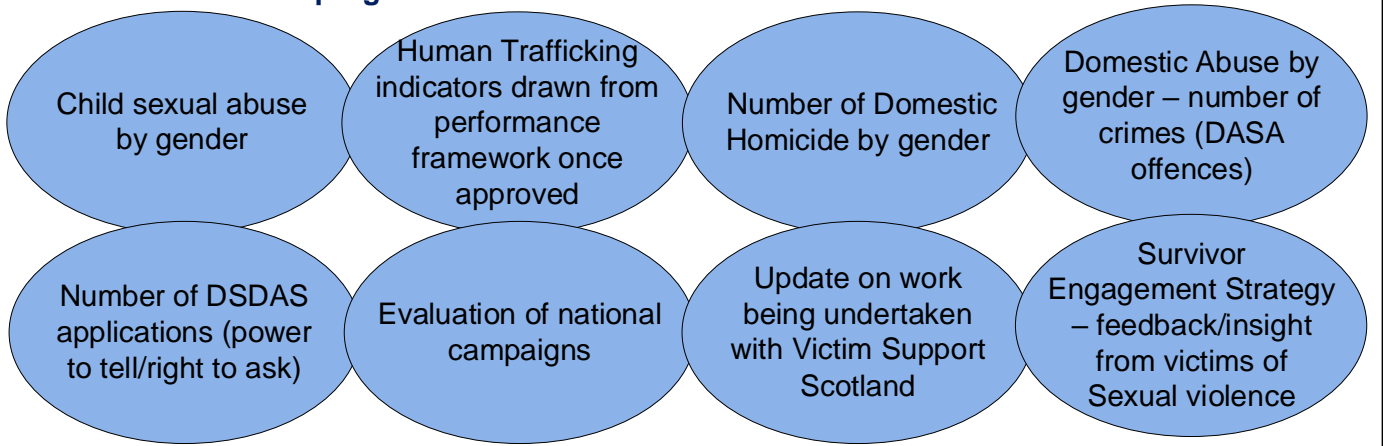 Child sexual abuse
by gender
Human Trafficking
indicators drawn from
performance
framework once
approved
Number of Domestic
Homicide by gender
Domestic Abuse by
gender – number of
crimes (DASA
offences)
Number of DSDAS
applications (power
to tell/right to ask)
Evaluation of national
campaigns
Update on work
being undertaken
with Victim Support
Scotland
Survivor
Engagement Strategy
– feedback/insight
from victims of
Sexual violence